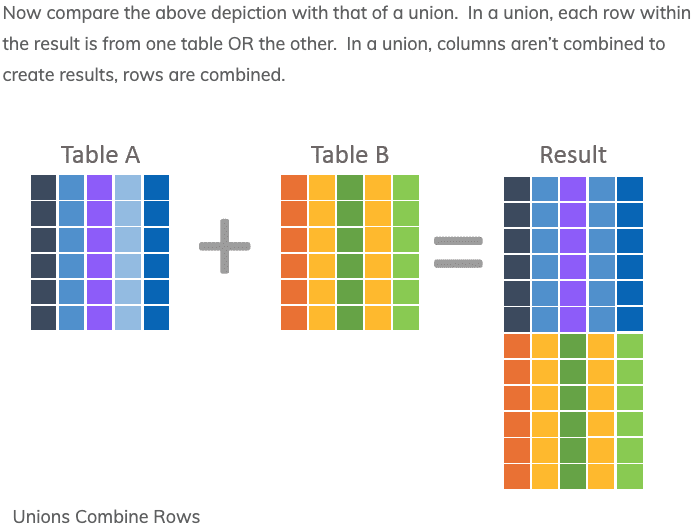 Now compare the above depiction with that of a union.  In a union, each row within
the result is from one table OR the other.  In a union, columns aren't combined to
create results, rows are combined.
Table A
Table B
Result
Unions Combine Rows